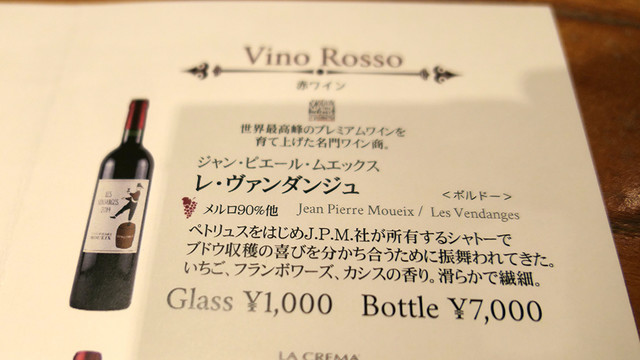 Vino Rosso
赤ワイン
世界最高峰のプレミアムワインを
育て上げた名門ワイン商。
ジャン・ピエール・ムエックス
レ・ヴァンダンジュ <ボルドー>
メルロ90%他 Jean Pierre Moueix / Les Vendanges
ペトリュスをはじめJ.P.M.社が所有するシャトーで
ブドウ収穫の喜びを分かち合うために振舞われてきた。
いちご、フランボワーズ、カシスの香り。滑らかで繊細。
Glass ¥1,000 Bottle ¥7,000
LES
MOUEIX
LA CREMA